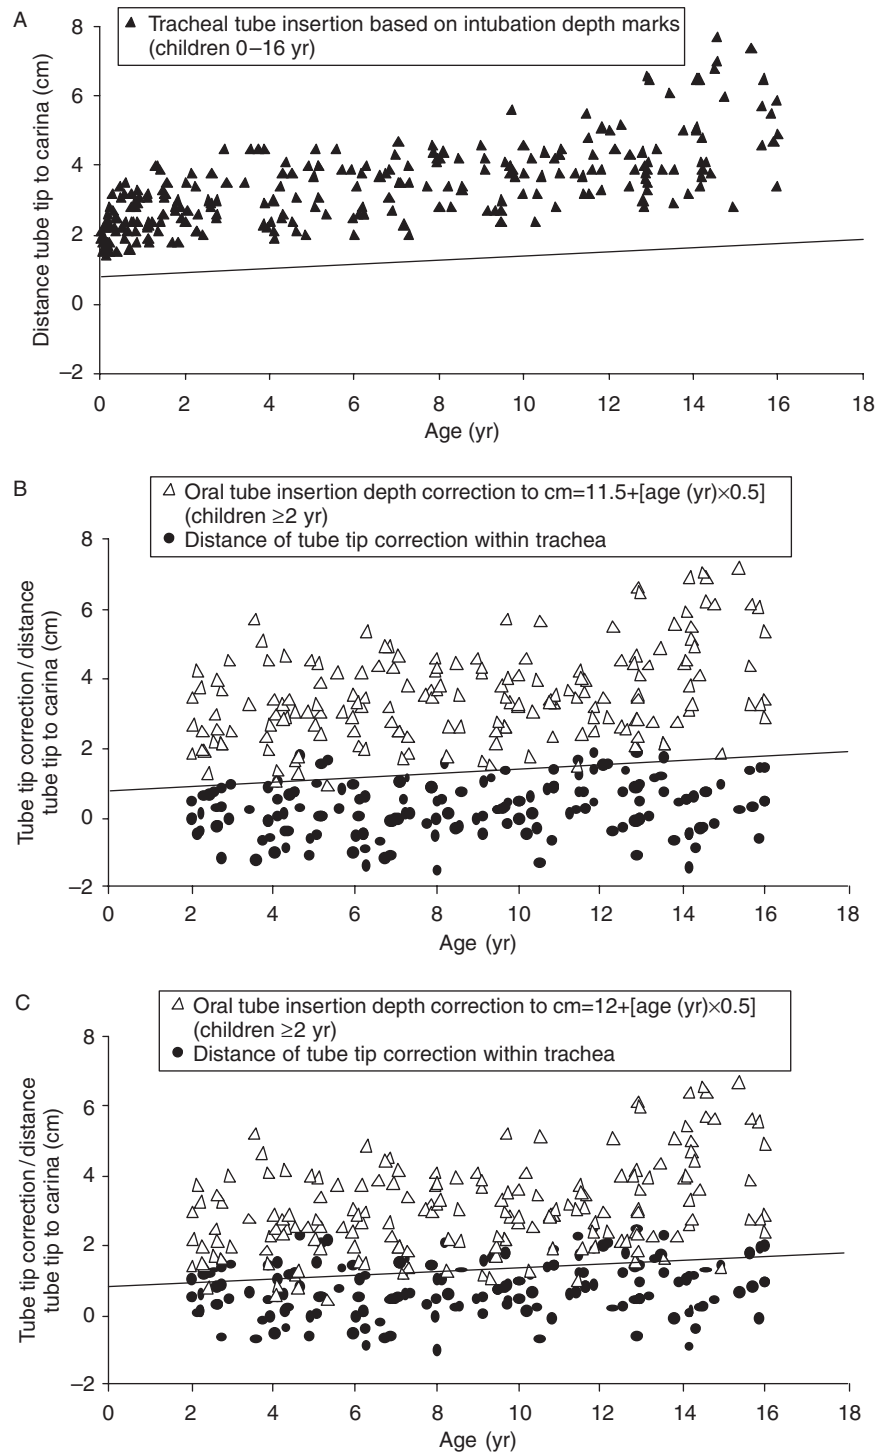 A
Tracheal tube insertion based on intubation depth marks
(children 0–16 yr)
Distance tube tip to carina (cm)
8
6
4
2
0
–2
0 2 4 6 8 10 12 14 16 18
Age (yr)
B
Oral tube insertion depth correction to cm=11.5+[age (yr)×0.5]
(children ≥2 yr)
Distance of tube tip correction within trachea
Tube tip correction/distance
tube tip to carina (cm)
8
6
4
2
0
–2
0 2 4 6 8 10 12 14 16 18
Age (yr)
C
Oral tube insertion depth correction to cm=12+[age (yr)×0.5]
(children ≥2 yr)
Distance of tube tip correction within trachea
Tube tip correction/distance
tube tip to carina (cm)
8
6
4
2
0
–2
0 2 4 6 8 10 12 14 16 18
Age (yr)